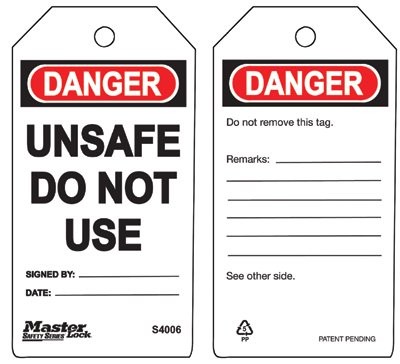 DANGER
UNSAFE
DO NOT
USE
SIGNED BY:
DATE:
Master Lock
SAFETY SERIES
S4006
DANGER
Do not remove this tag.
Remarks:
See other side.
5
PP
PATENT PENDING